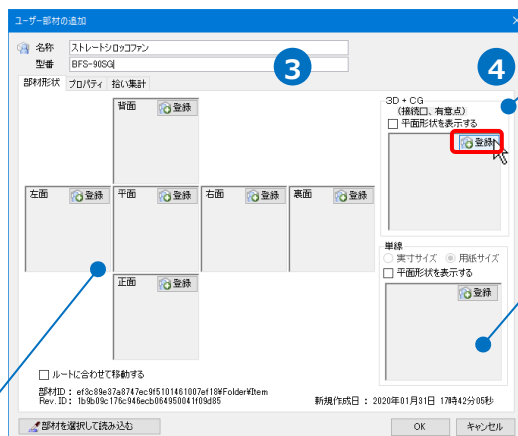 ユーザー部材の追加
名称 ストレートシロッコファン
型番 BFS-90SG
3
4
部材形状 プロパティ 拾い集計
3D + CG
(接続口、有意点)
平面形状を表示する
登録
背面 登録
左面 登録
平面 登録
右面 登録
裏面 登録
正面 登録
単線
実寸サイズ 用紙サイズ
平面形状を表示する
登録
ルートに合わせて移動する
部材ID : ef3c89e37a8747ec9f5101461007ef18¥Folder¥Item
Rev. ID : 1b9b09c176c946ecb064950041f09d85
新規作成日 : 2020年01月31日 17時42分05秒
部材を選択して読み込む
OK キャンセル